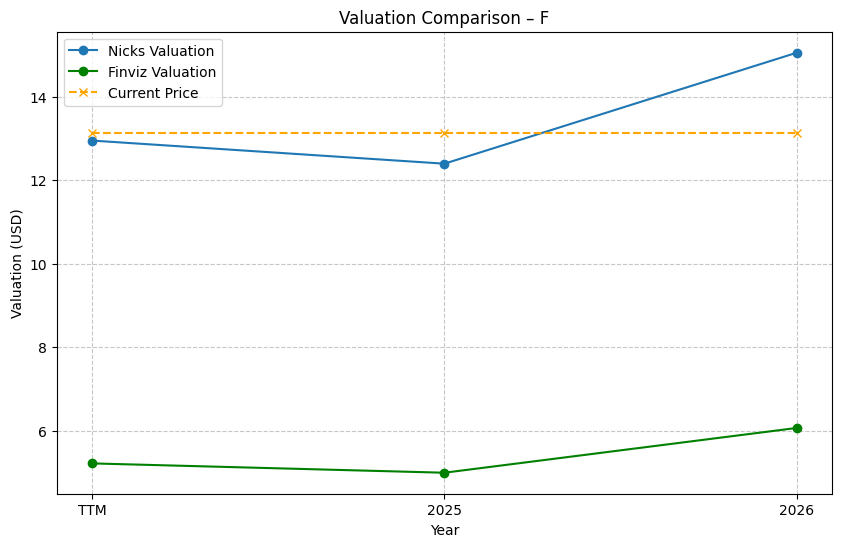 Valuation Comparison – F
Nicks Valuation
Finviz Valuation
Current Price
Valuation (USD)
14
12
10
8
6
TTM
2025
2026
Year